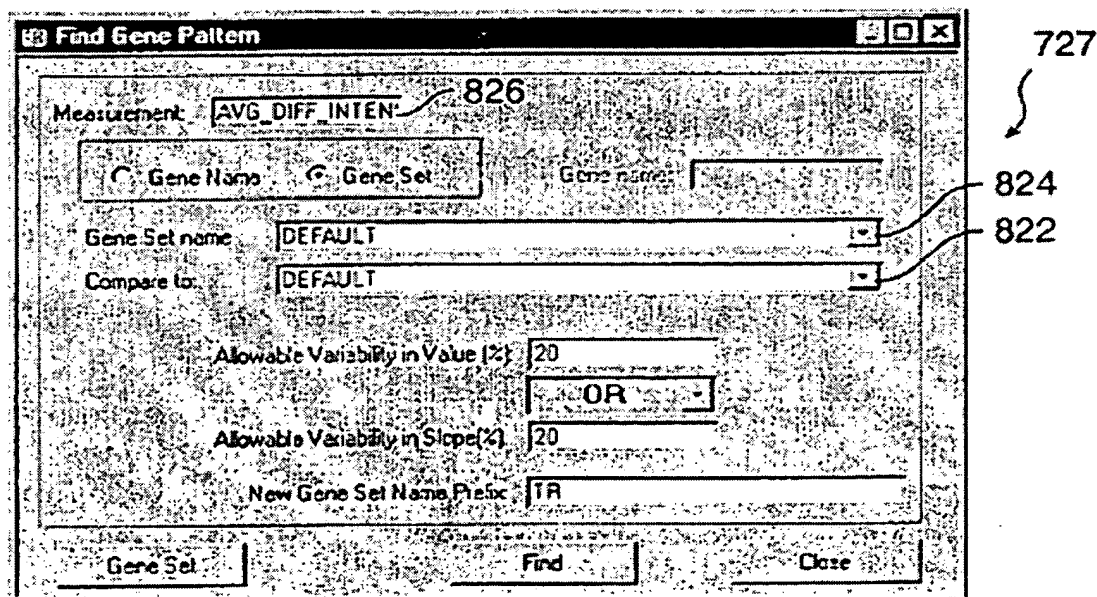 Find Gene Pattern
727
Measurement: AVG_DIFF_INTEN 826
Gene Name Gene Set Gene name:
824
Gene Set name DEFAULT
822
Compare to: DEFAULT
Allowable Variability in Value (%) 20
OR
Allowable Variability in Slope(%) 20
New Gene Set Name Prefix TR
Gene Set Find Close